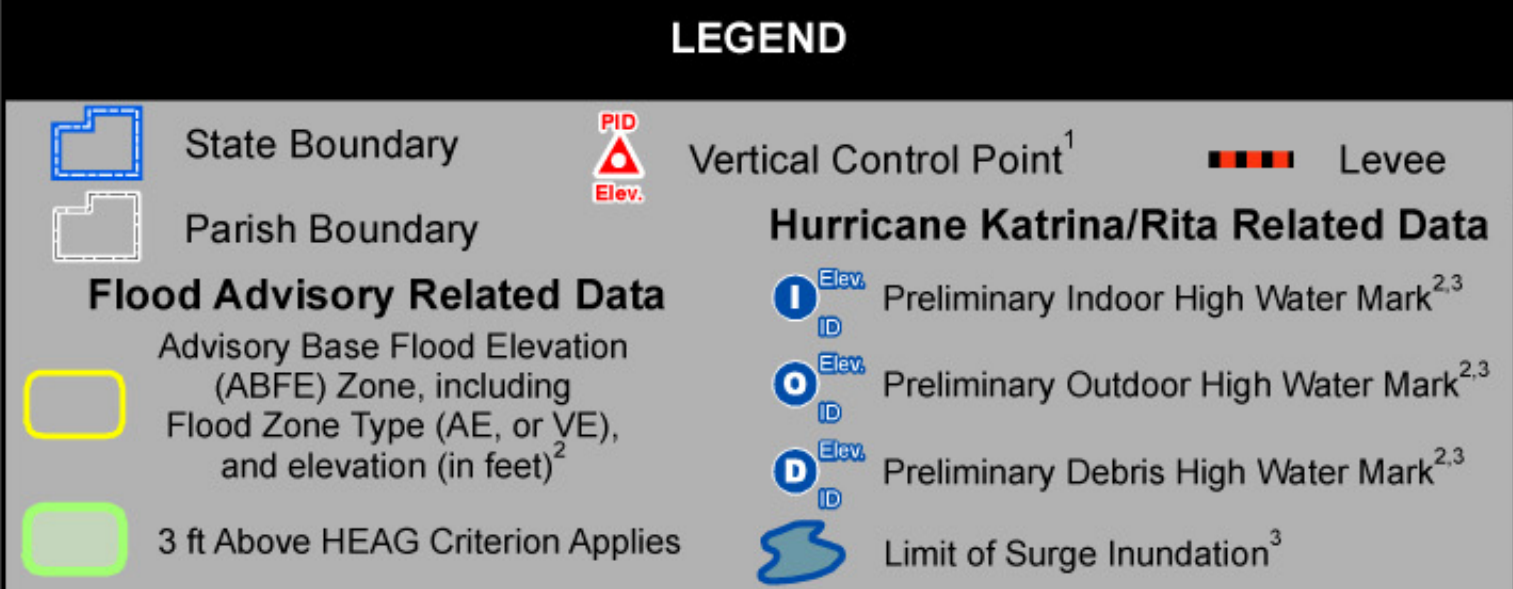 LEGEND
State Boundary
PID
Elev.
Vertical Control Point¹
Levee
Parish Boundary
Flood Advisory Related Data
Advisory Base Flood Elevation
(ABFE) Zone, including
Flood Zone Type (AE, or VE),
and elevation (in feet)²
3 ft Above HEAG Criterion Applies
Hurricane Katrina/Rita Related Data
I Elev.
ID
Preliminary Indoor High Water Mark²,³
O Elev.
ID
Preliminary Outdoor High Water Mark²,³
D Elev.
ID
Preliminary Debris High Water Mark²,³
Limit of Surge Inundation³